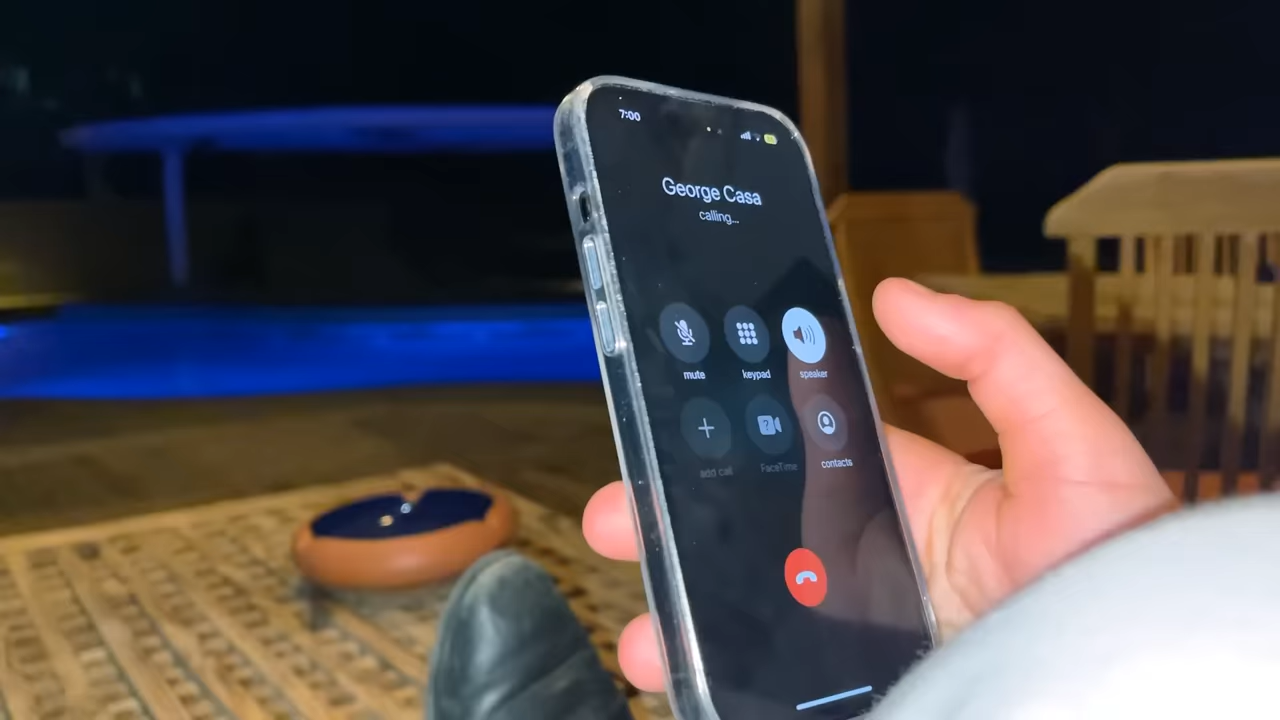 7:00
George Casa
calling...
mute
keypad
speaker
add call
FaceTime
contacts